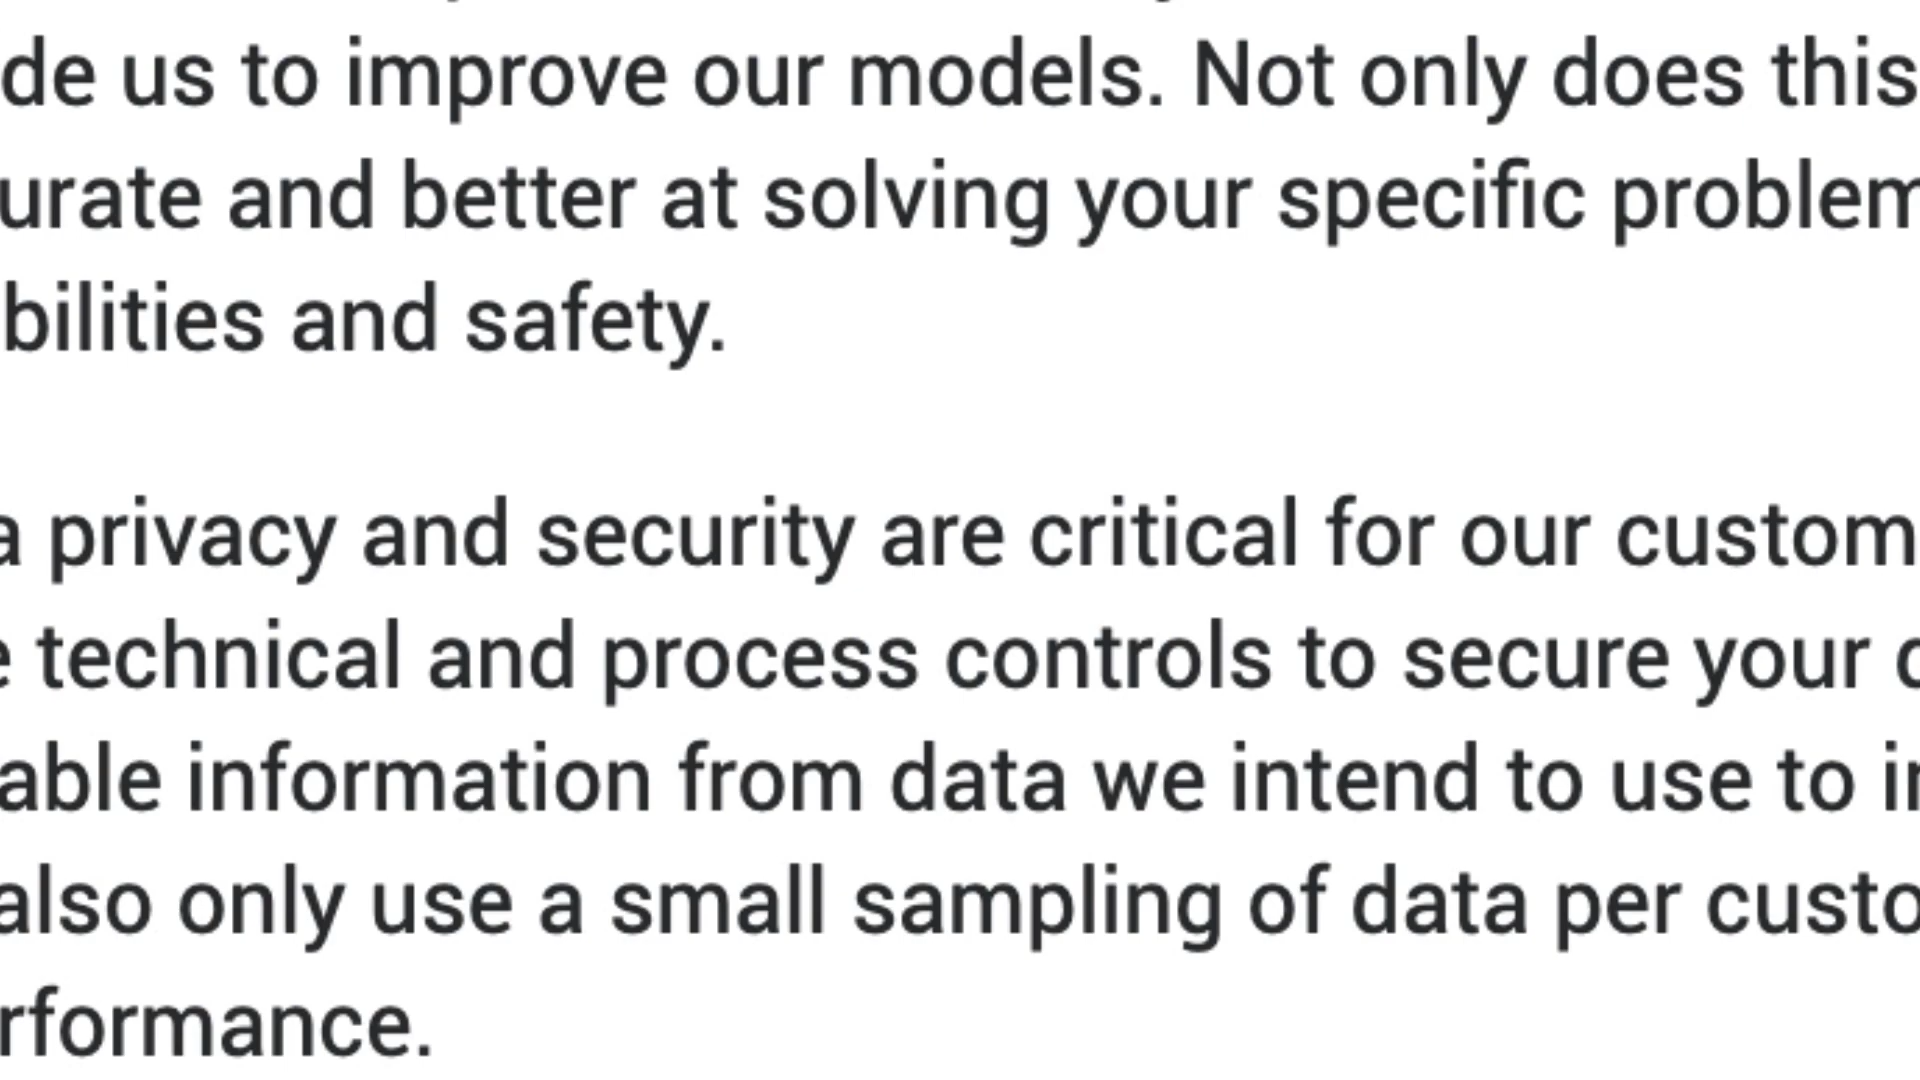 de us to improve our models. Not only does this
urate and better at solving your specific problem
bilities and safety.
a privacy and security are critical for our custom
e technical and process controls to secure your
able information from data we intend to use to
also only use a small sampling of data per custo
rformance.